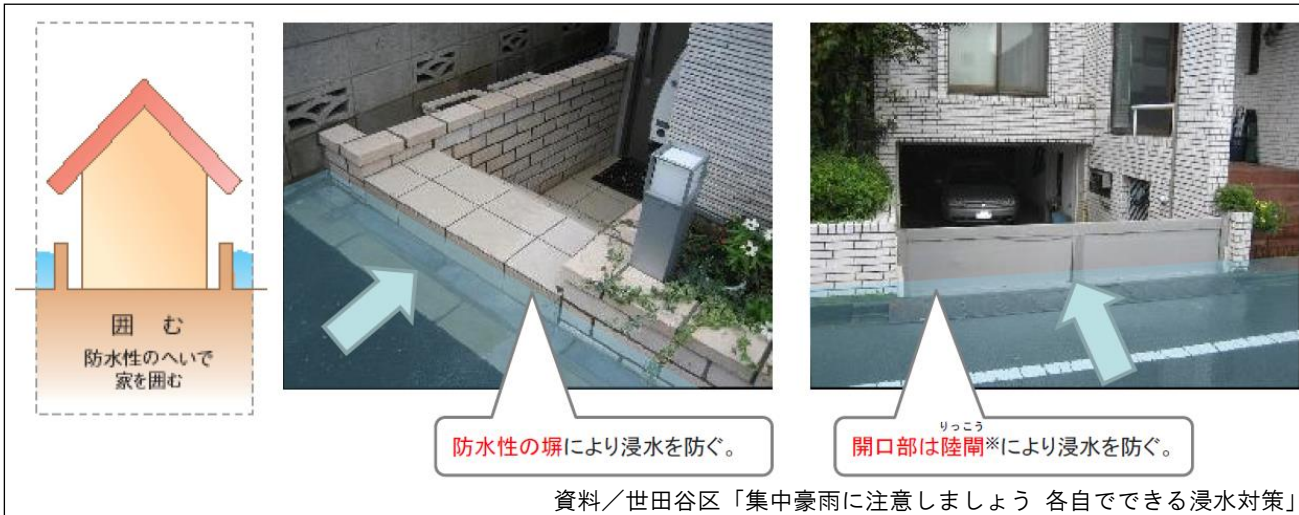 囲 む
防水性のへいで
家を囲む
防水性の塀により浸水を防ぐ。
りっこう
開口部は陸閘※により浸水を防ぐ。
資料／世田谷区「集中豪雨に注意しましょう 各自でできる浸水対策」